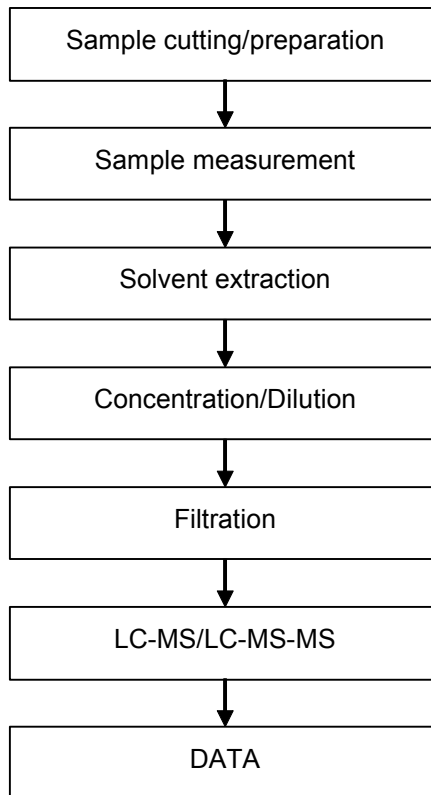 Sample cutting/preparation
Sample measurement
Solvent extraction
Concentration/Dilution
Filtration
LC-MS/LC-MS-MS
DATA